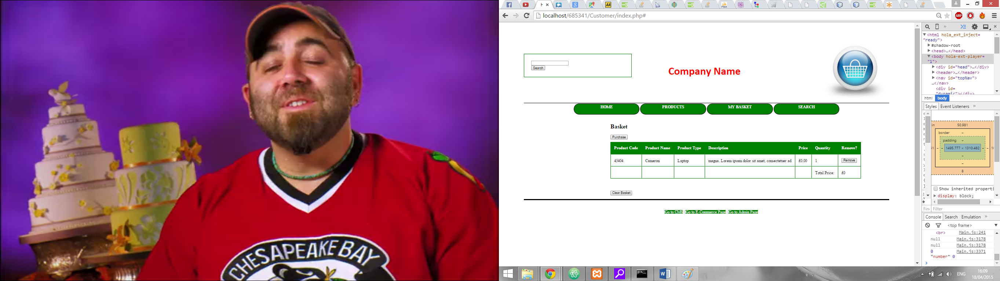 CHESAPEAKE BAY
localhost/685341/Customer/index.php#
Search
Company Name
HOME
PRODUCTS
MY BASKET
SEARCH
Basket
Purchase
Product Code Product Name Product Type Description Price Quantity Remove?
43404 Cameron Laptop magna. Lorem ipsum dolor sit amet, consectetuer ad £0.00 1 Remove
Total Price: £0
Clear Basket
Go to CMS | Go to E-Commerce Page | Go to Admin Page
<html hola_ext_inject=
"ready">
#shadow-root
<head>…</head>
<body hola-ext-player=
"1">
<div id="head">…</div>
<header>…</header>
<nav id="topNav">
…</nav>
<div id=
"dynamic"></div>
html body
Styles Event Listeners »
50.981
border –
padding –
1495.777 × 1310.482
8
Show inherited properti
display: block;
Filter
Console Search Emulation »
<top frame>
<br> Main.js:241
null Main.js:3178
null Main.js:3178
0 Main.js:3371
"number" 0
ENG
16:09
18/04/2015